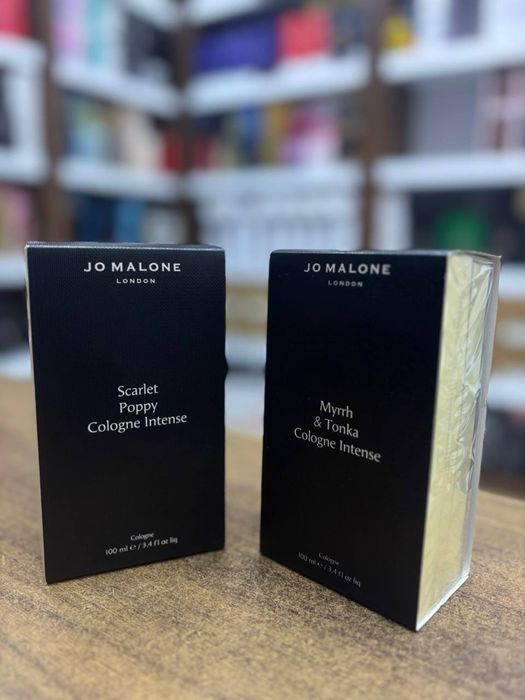 JO MALONE
LONDON
Scarlet
Poppy
Cologne Intense
Cologne
100 ml ℮ / 3.4 fl oz liq
JO MALONE
LONDON
Myrrh
& Tonka
Cologne Intense
Cologne
100 ml ℮ / 3.4 fl oz liq